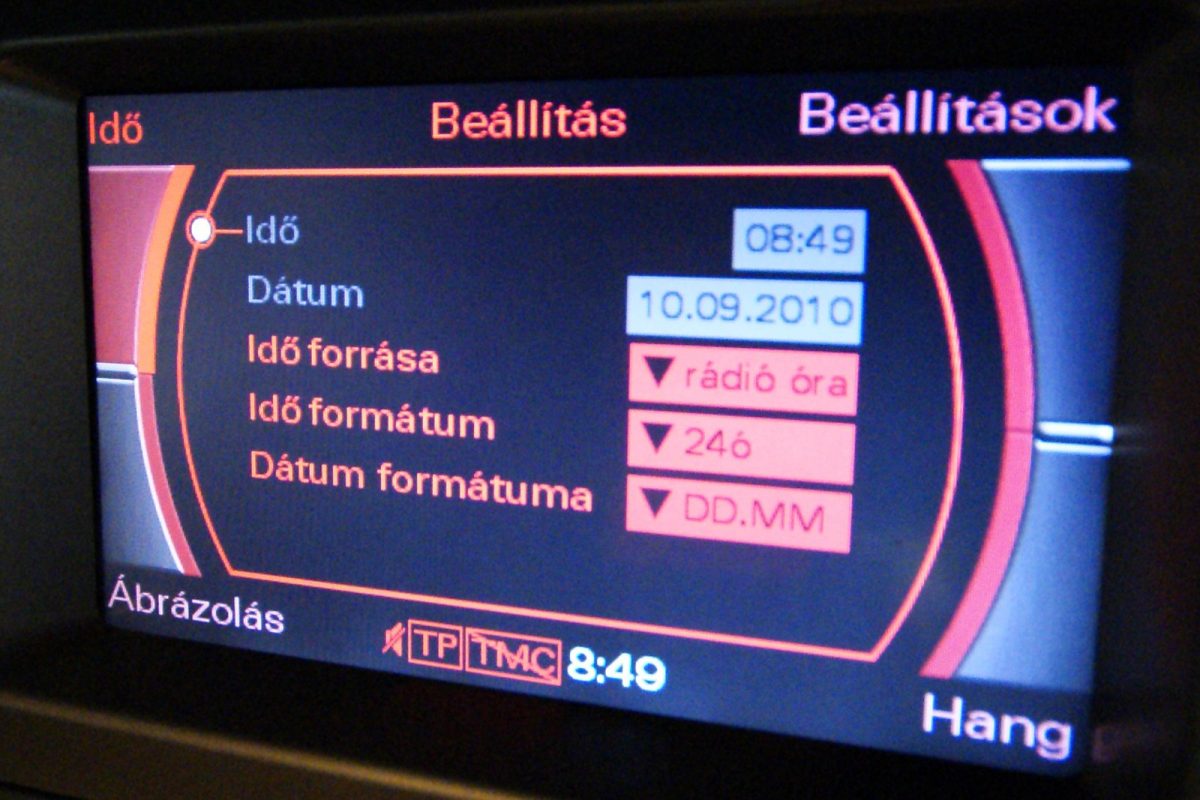 Idő Beállítás Beállítások
Idő 08:49
Dátum 10.09.2010
Idő forrása ▼ rádió óra
Idő formátum ▼ 24ó
Dátum formátuma ▼ DD.MM
Ábrázolás
TP TMC 8:49
Hang